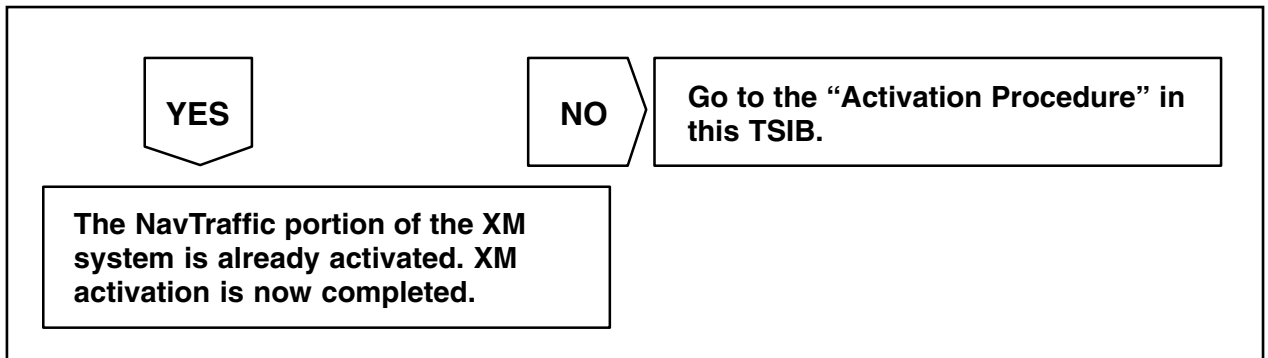 YES
NO
Go to the “Activation Procedure” in
this TSIB.
The NavTraffic portion of the XM
system is already activated. XM
activation is now completed.